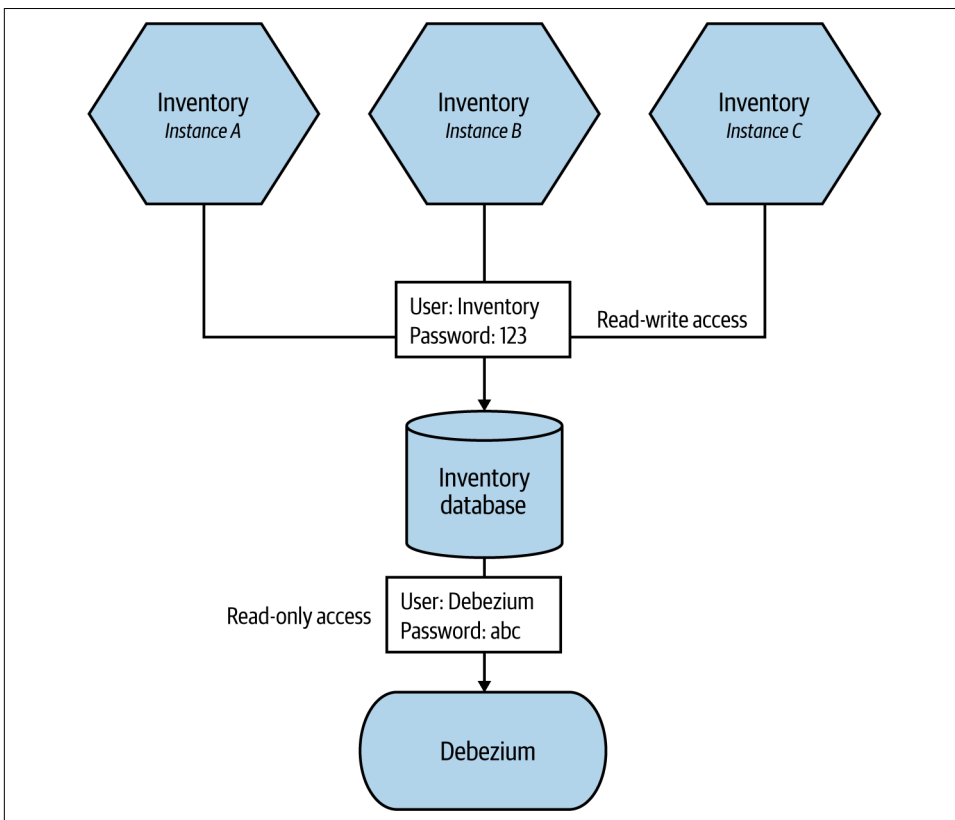 Inventory
Instance A
Inventory
Instance B
Inventory
Instance C
User: Inventory
Password: 123
Read-write access
Inventory
database
Read-only access
User: Debezium
Password: abc
Debezium